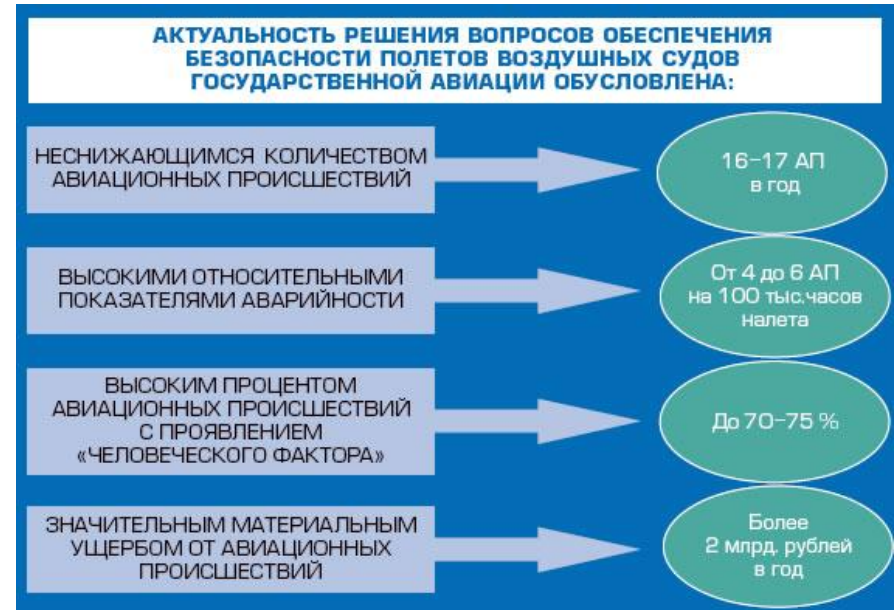 АКТУАЛЬНОСТЬ РЕШЕНИЯ ВОПРОСОВ ОБЕСПЕЧЕНИЯ
БЕЗОПАСНОСТИ ПОЛЕТОВ ВОЗДУШНЫХ СУДОВ
ГОСУДАРСТВЕННОЙ АВИАЦИИ ОБУСЛОВЛЕНА:
НЕСНИЖАЮЩИМСЯ КОЛИЧЕСТВОМ
АВИАЦИОННЫХ ПРОИСШЕСТВИЙ
16–17 АП
в год
ВЫСОКИМИ ОТНОСИТЕЛЬНЫМИ
ПОКАЗАТЕЛЯМИ АВАРИЙНОСТИ
От 4 до 6 АП
на 100 тыс.часов
налета
ВЫСОКИМ ПРОЦЕНТОМ
АВИАЦИОННЫХ ПРОИСШЕСТВИЙ
С ПРОЯВЛЕНИЕМ
«ЧЕЛОВЕЧЕСКОГО ФАКТОРА»
До 70–75 %
ЗНАЧИТЕЛЬНЫМ МАТЕРИАЛЬНЫМ
УЩЕРБОМ ОТ АВИАЦИОННЫХ
ПРОИСШЕСТВИЙ
Более
2 млрд. рублей
в год